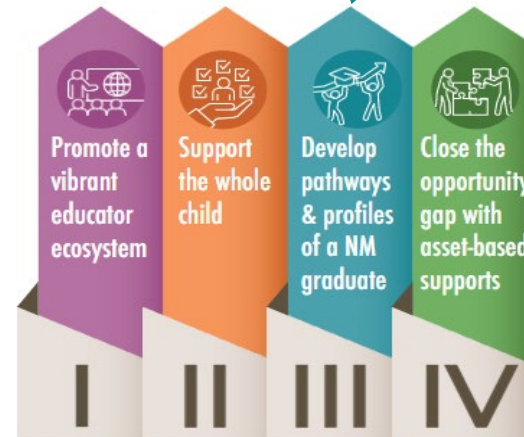 Promote a
vibrant
educator
ecosystem
Support
the whole
child
Develop
pathways
& profiles
of a NM
graduate
Close the
opportunity
gap with
asset-based
supports
I
II
III
IV